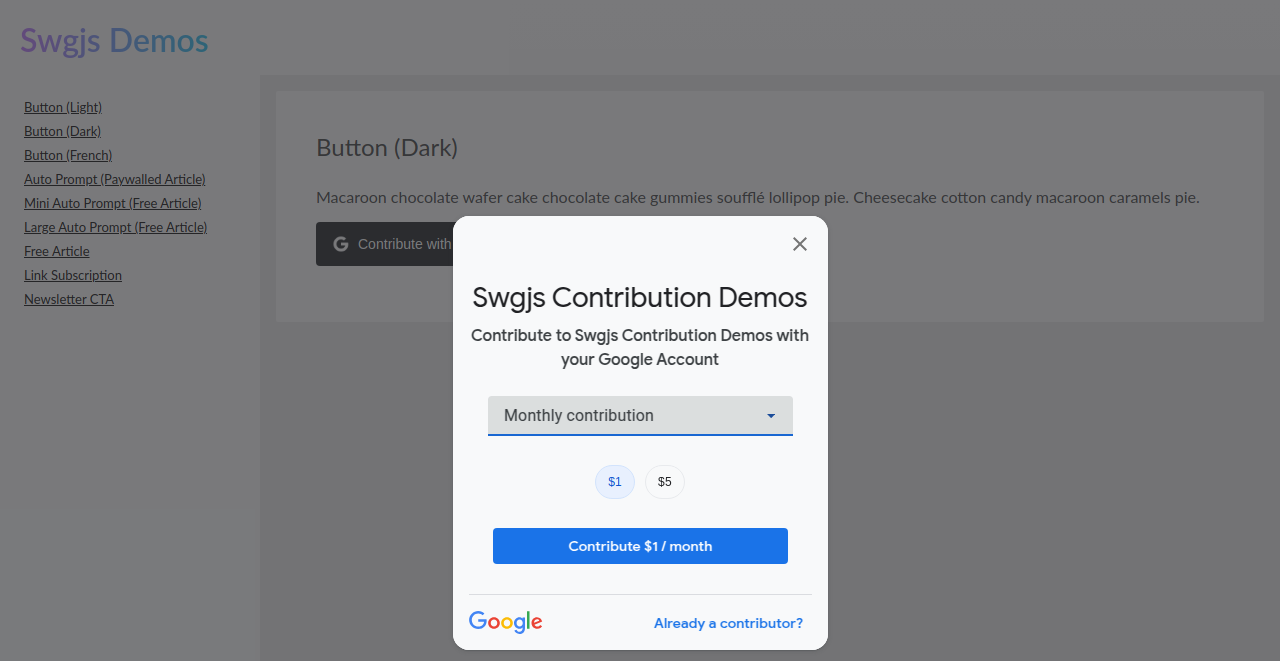 Swgjs Demos
Button (Light)
Button (Dark)
Button (French)
Auto Prompt (Paywalled Article)
Mini Auto Prompt (Free Article)
Large Auto Prompt (Free Article)
Free Article
Link Subscription
Newsletter CTA
Button (Dark)
Macaroon chocolate wafer cake chocolate cake gummies soufflé lollipop pie. Cheesecake cotton candy macaroon caramels pie.
G Contribute with
Swgjs Contribution Demos
Contribute to Swgjs Contribution Demos with
your Google Account
Monthly contribution
$1 $5
Contribute $1 / month
Google Already a contributor?